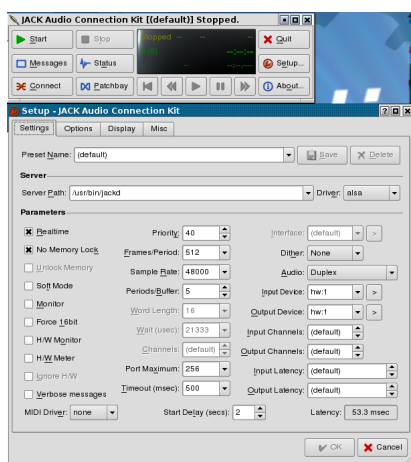 JACK Audio Connection Kit [(default)] Stopped.
Start
Stop
Stopped
Quit
Messages
Status
Setup...
Connect
Patchbay
About...
Setup - JACK Audio Connection Kit
Settings Options Display Misc
Preset Name: (default) Save Delete
Server
Server Path: /usr/bin/jackd Driver: alsa
Parameters
Realtime Priority: 40 Interface: (default) >
No Memory Lock Frames/Period: 512 Dither: None
Unlock Memory Sample Rate: 48000 Audio: Duplex
Soft Mode Periods/Buffer: 5 Input Device: hw:1 >
Monitor Word Length: 16 Output Device: hw:1 >
Force 16bit Wait (usec): 21333 Input Channels: (default)
H/W Monitor Channels: (default) Output Channels: (default)
H/W Meter Port Maximum: 256 Input Latency: (default)
Ignore H/W Timeout (msec): 500 Output Latency: (default)
Verbose messages
MIDI Driver: none Start Delay (secs): 2 Latency: 53.3 msec
OK Cancel